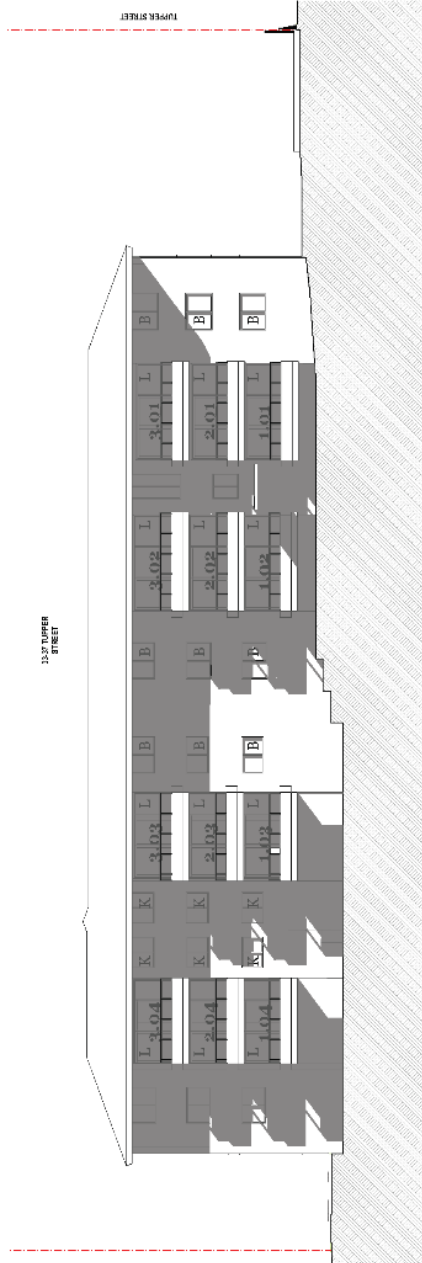 TUPPER STREET
33-37 TUPPER
STREET
L 3.04 K K 3.03 L B B 3.02 L 3.01 L B
L 2.04 K K 2.03 L B B 2.02 L 2.01 L B
L 1.04 K K 1.03 L B B 1.02 L 1.01 L B